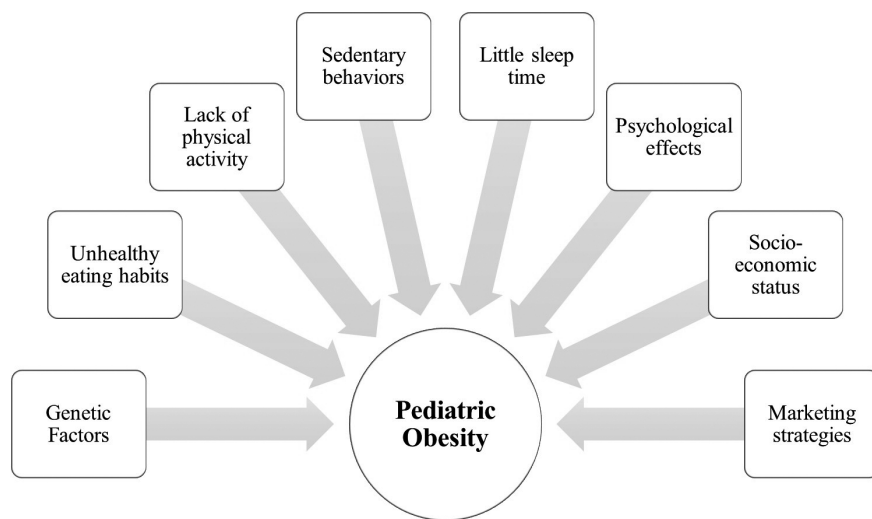 Sedentary
behaviors
Little sleep
time
Lack of
physical
activity
Psychological
effects
Unhealthy
eating habits
Socio-
economic
status
Genetic
Factors
Pediatric
Obesity
Marketing
strategies